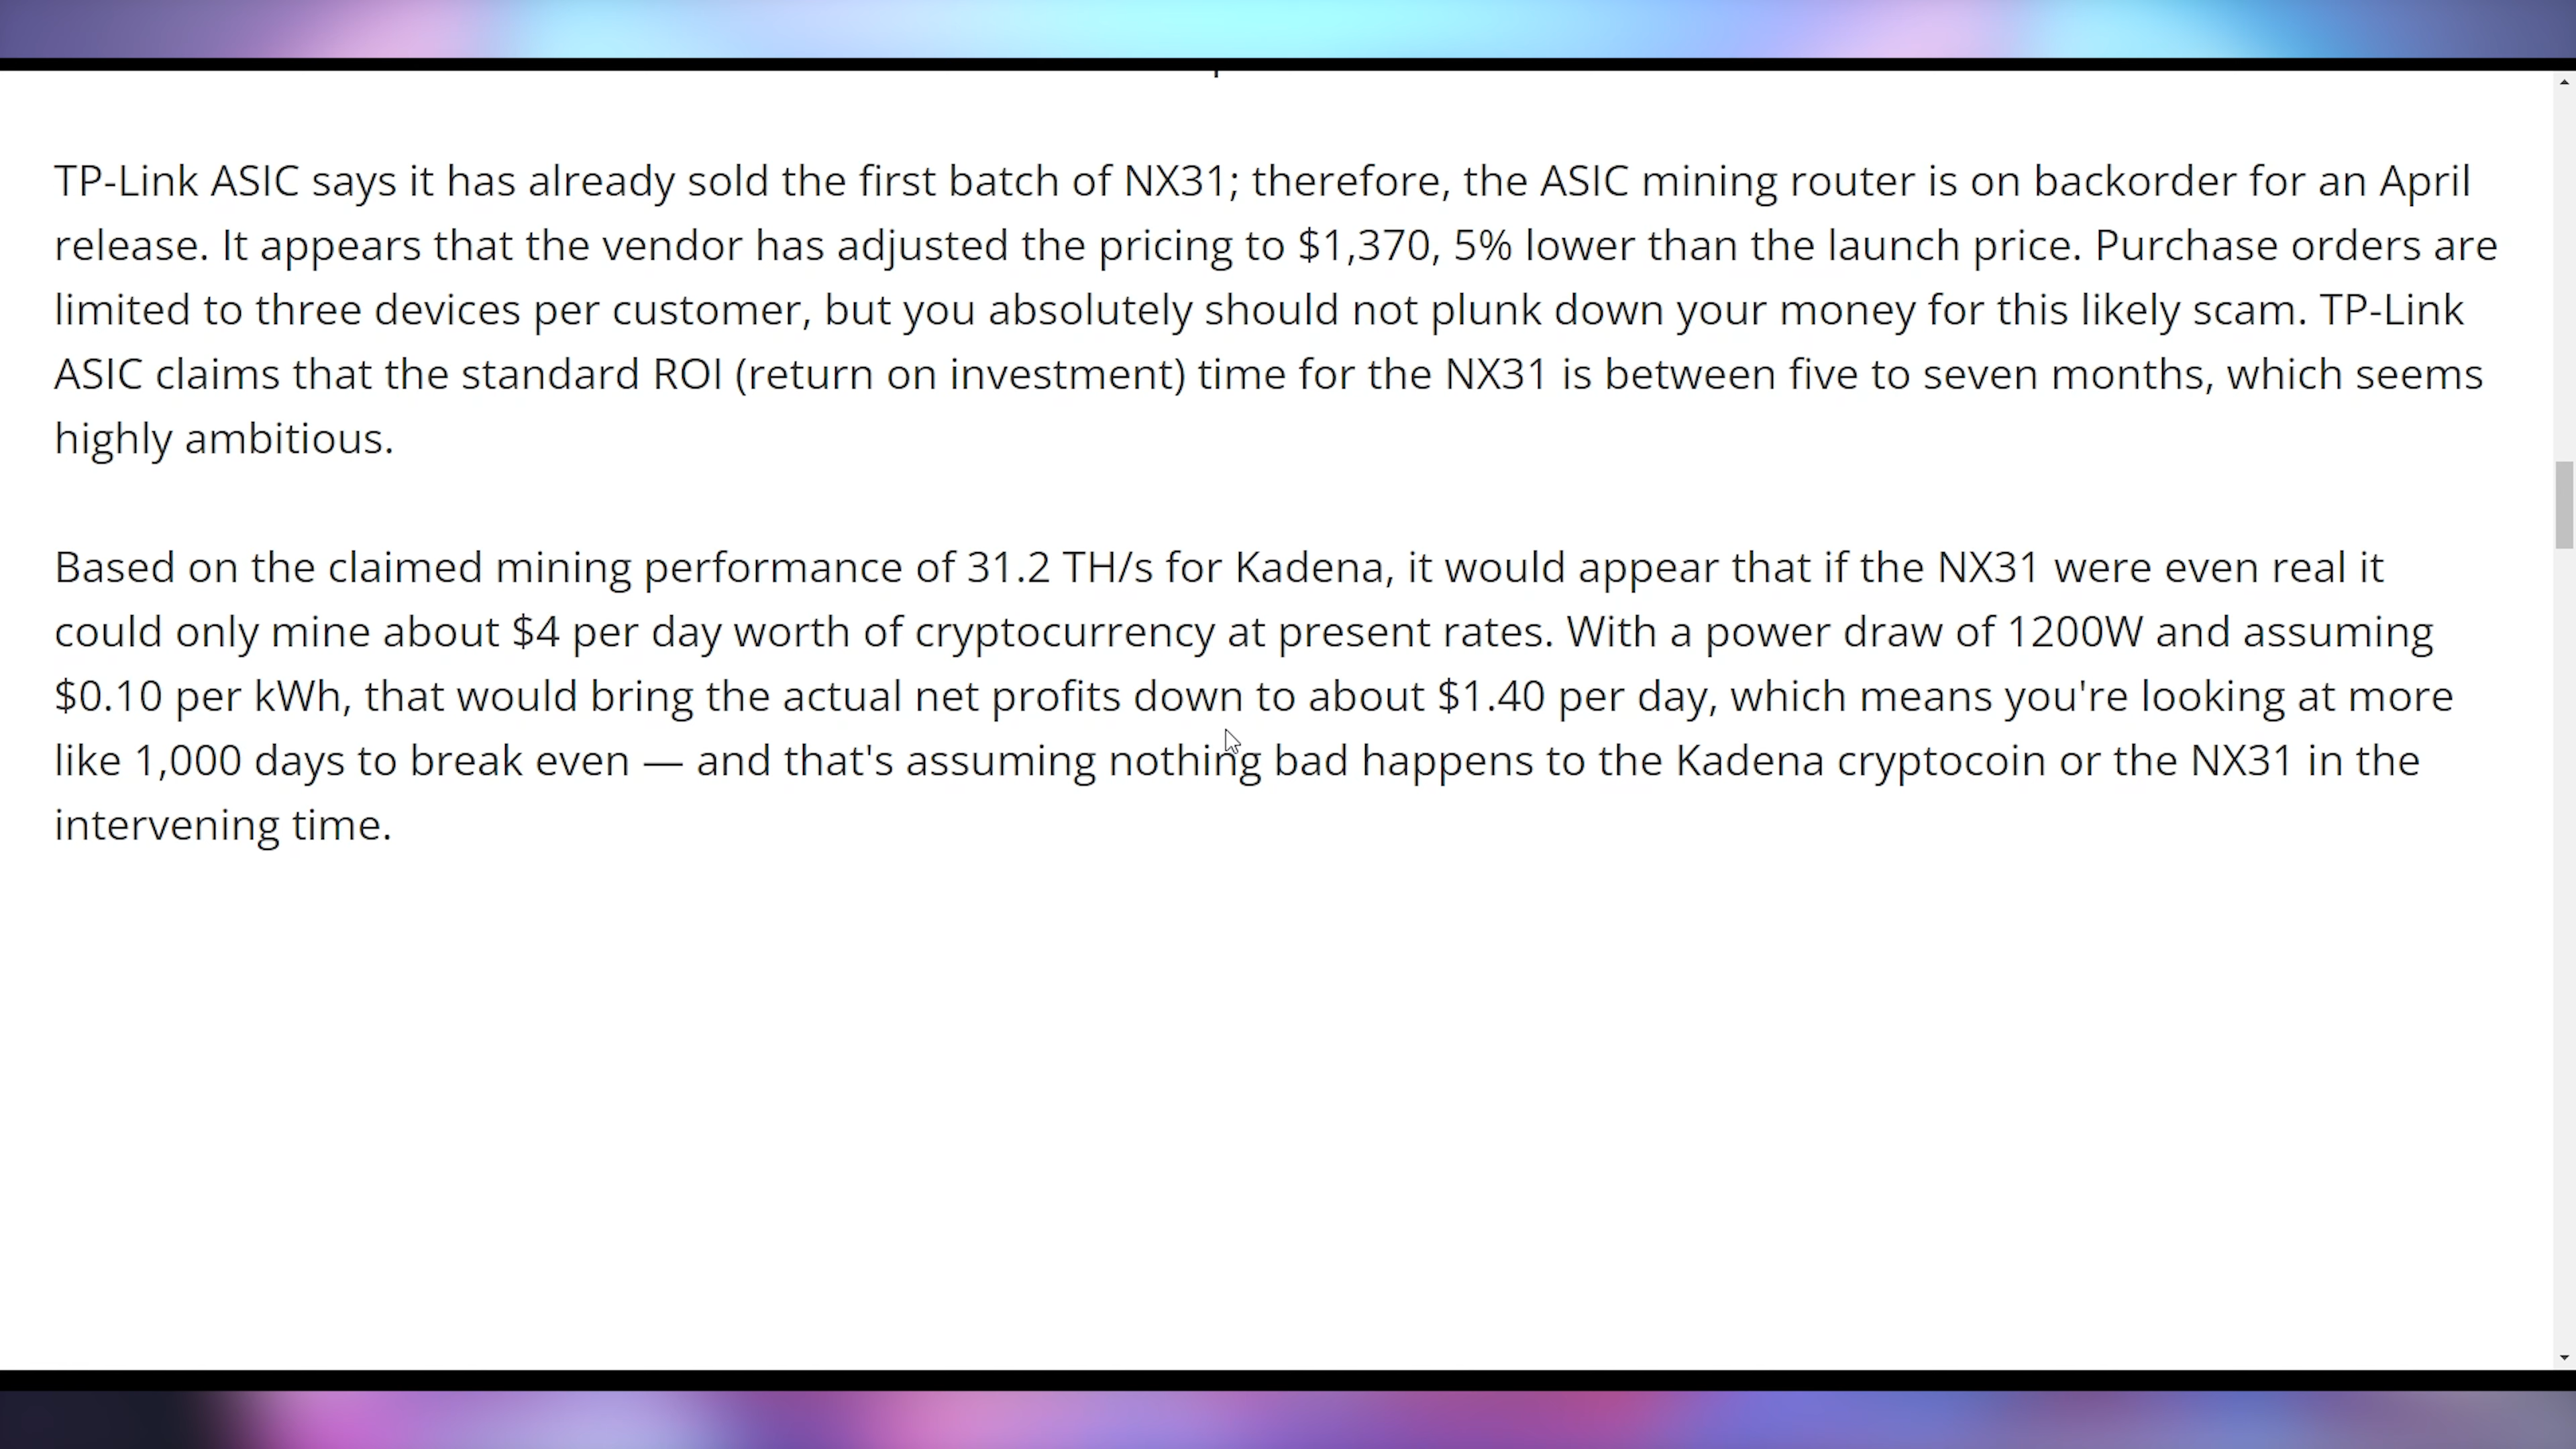 TP-Link ASIC says it has already sold the first batch of NX31; therefore, the ASIC mining router is on backorder for an April
release. It appears that the vendor has adjusted the pricing to $1,370, 5% lower than the launch price. Purchase orders are
limited to three devices per customer, but you absolutely should not plunk down your money for this likely scam. TP-Link
ASIC claims that the standard ROI (return on investment) time for the NX31 is between five to seven months, which seems
highly ambitious.
Based on the claimed mining performance of 31.2 TH/s for Kadena, it would appear that if the NX31 were even real it
could only mine about $4 per day worth of cryptocurrency at present rates. With a power draw of 1200W and assuming
$0.10 per kWh, that would bring the actual net profits down to about $1.40 per day, which means you're looking at more
like 1,000 days to break even — and that's assuming nothing bad happens to the Kadena cryptocoin or the NX31 in the
intervening time.